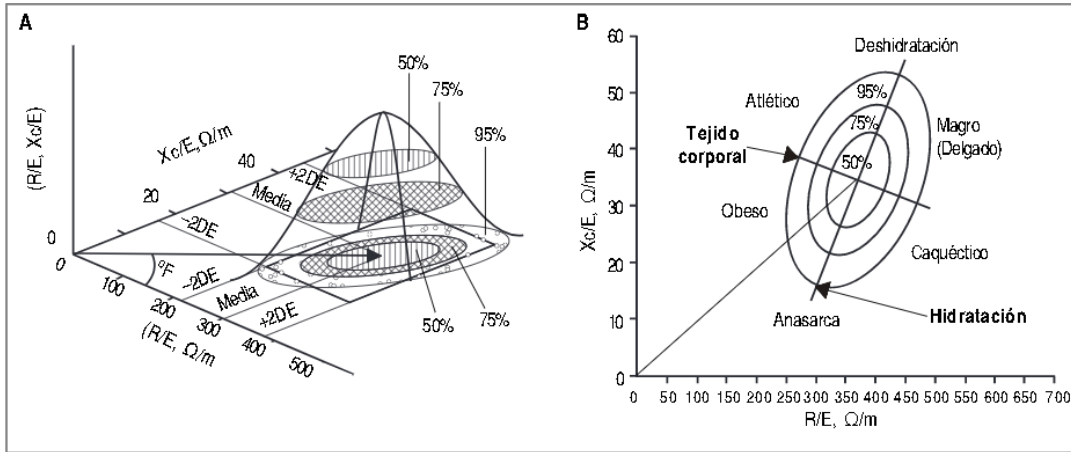 A
(R/E, Xc/E)
Xc/E, Ω/m
50%
75%
95%
40
20
0
0
+2DE
Media
−2DE
°F
−2DE
Media
+2DE
100
200
300
400
500
(R/E, Ω/m
50%
75%
B
Xc/E, Ω/m
60
50
40
30
20
10
0
Deshidratación
Atlético
95%
75%
50%
Magro
(Delgado)
Tejido
corporal
Obeso
Caquéctico
Anasarca
Hidratación
0 50 100 150 200 250 300 350 400 450 500 550 600 650 700
R/E, Ω/m